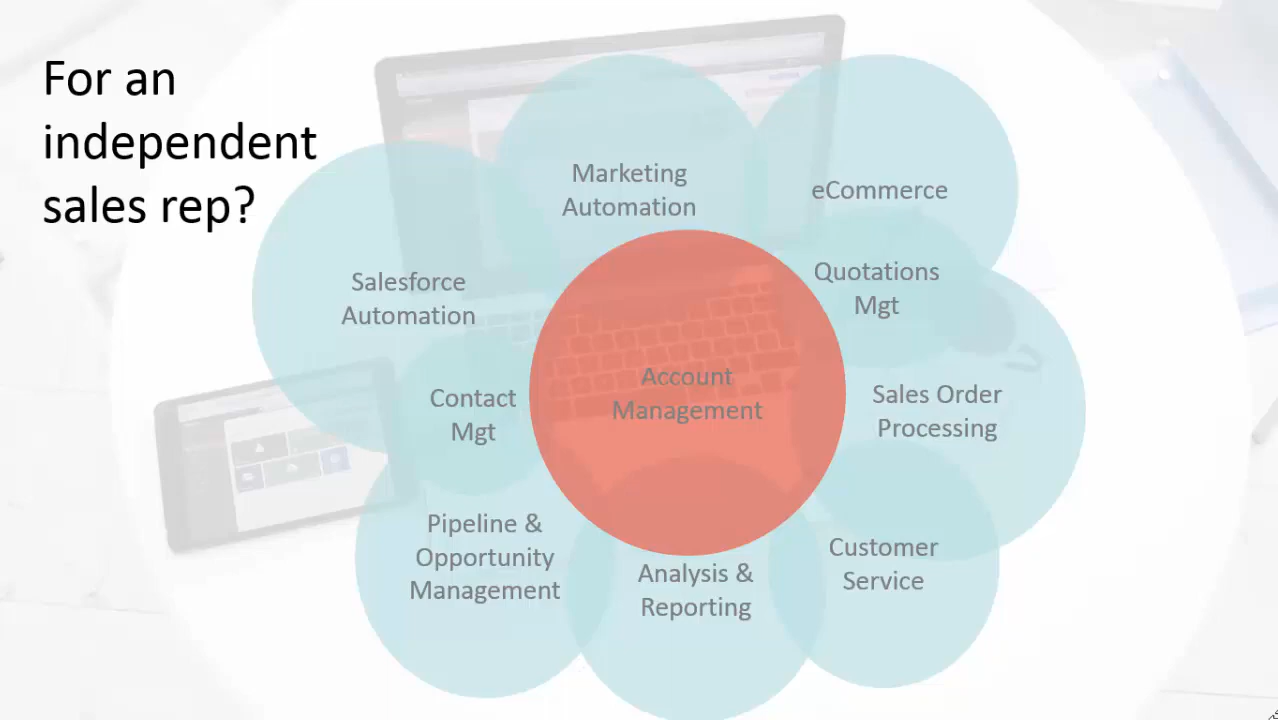 For an
independent
sales rep?
Marketing
Automation
eCommerce
Salesforce
Automation
Quotations
Mgt
Account
Management
Contact
Mgt
Sales Order
Processing
Pipeline &
Opportunity
Management
Analysis &
Reporting
Customer
Service